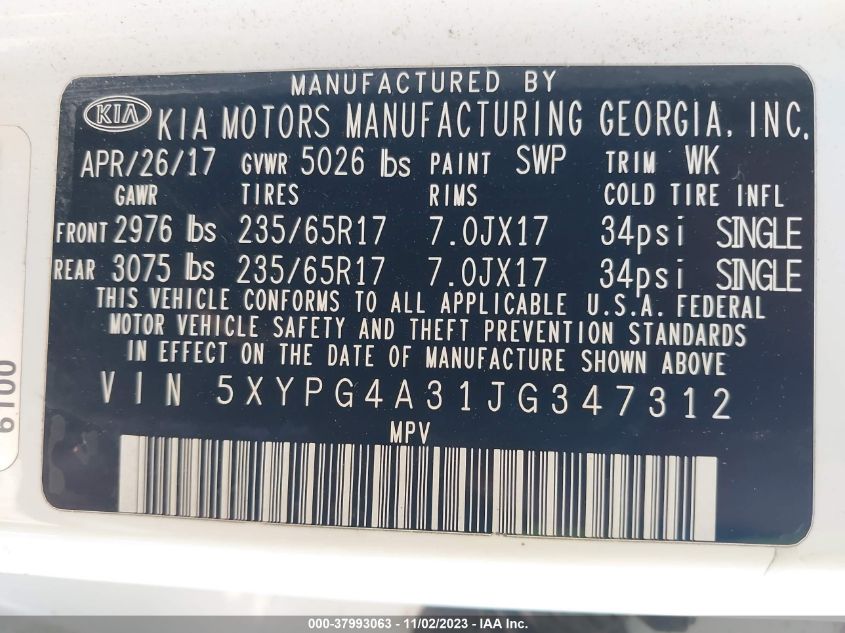 MANUFACTURED BY
KIA KIA MOTORS MANUFACTURING GEORGIA, INC.
APR/26/17 GVWR 5026 lbs PAINT SWP TRIM WK
GAWR TIRES RIMS COLD TIRE INFL
FRONT 2976 lbs 235/65R17 7.0JX17 34psi SINGLE
REAR 3075 lbs 235/65R17 7.0JX17 34psi SINGLE
THIS VEHICLE CONFORMS TO ALL APPLICABLE U.S.A. FEDERAL
MOTOR VEHICLE SAFETY AND THEFT PREVENTION STANDARDS
IN EFFECT ON THE DATE OF MANUFACTURE SHOWN ABOVE
VIN 5XYPG4A31JG347312
MPV
000-37993063 - 11/02/2023 - IAA Inc.